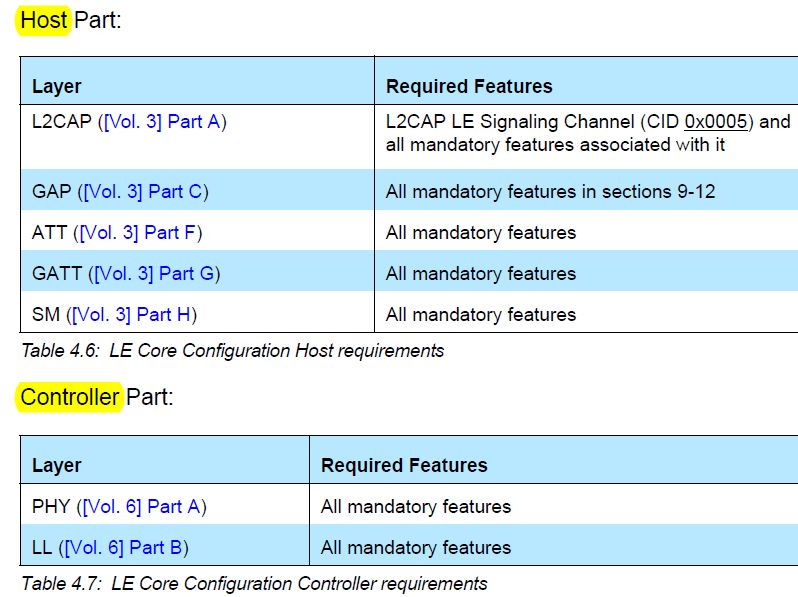 Host Part:
Layer Required Features
L2CAP ([Vol. 3] Part A) L2CAP LE Signaling Channel (CID 0x0005) and
all mandatory features associated with it
GAP ([Vol. 3] Part C) All mandatory features in sections 9-12
ATT ([Vol. 3] Part F) All mandatory features
GATT ([Vol. 3] Part G) All mandatory features
SM ([Vol. 3] Part H) All mandatory features
Table 4.6: LE Core Configuration Host requirements
Controller Part:
Layer Required Features
PHY ([Vol. 6] Part A) All mandatory features
LL ([Vol. 6] Part B) All mandatory features
Table 4.7: LE Core Configuration Controller requirements